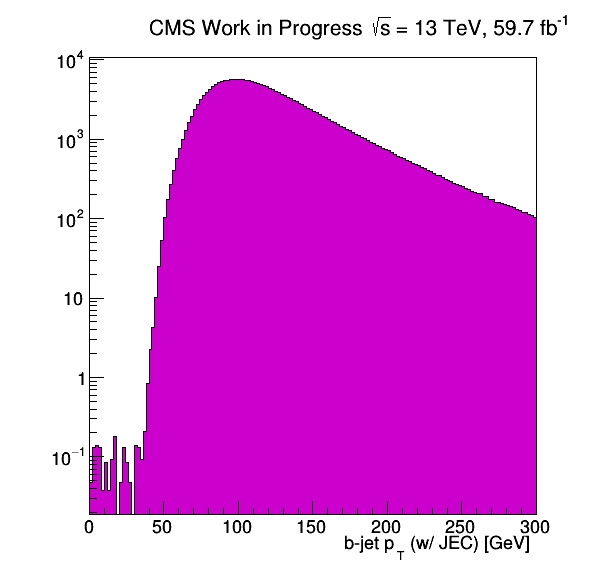 CMS Work in Progress √s = 13 TeV, 59.7 fb⁻¹
10⁴
10³
10²
10
1
10⁻¹
0 50 100 150 200 250 300
b-jet p_T (w/ JEC) [GeV]